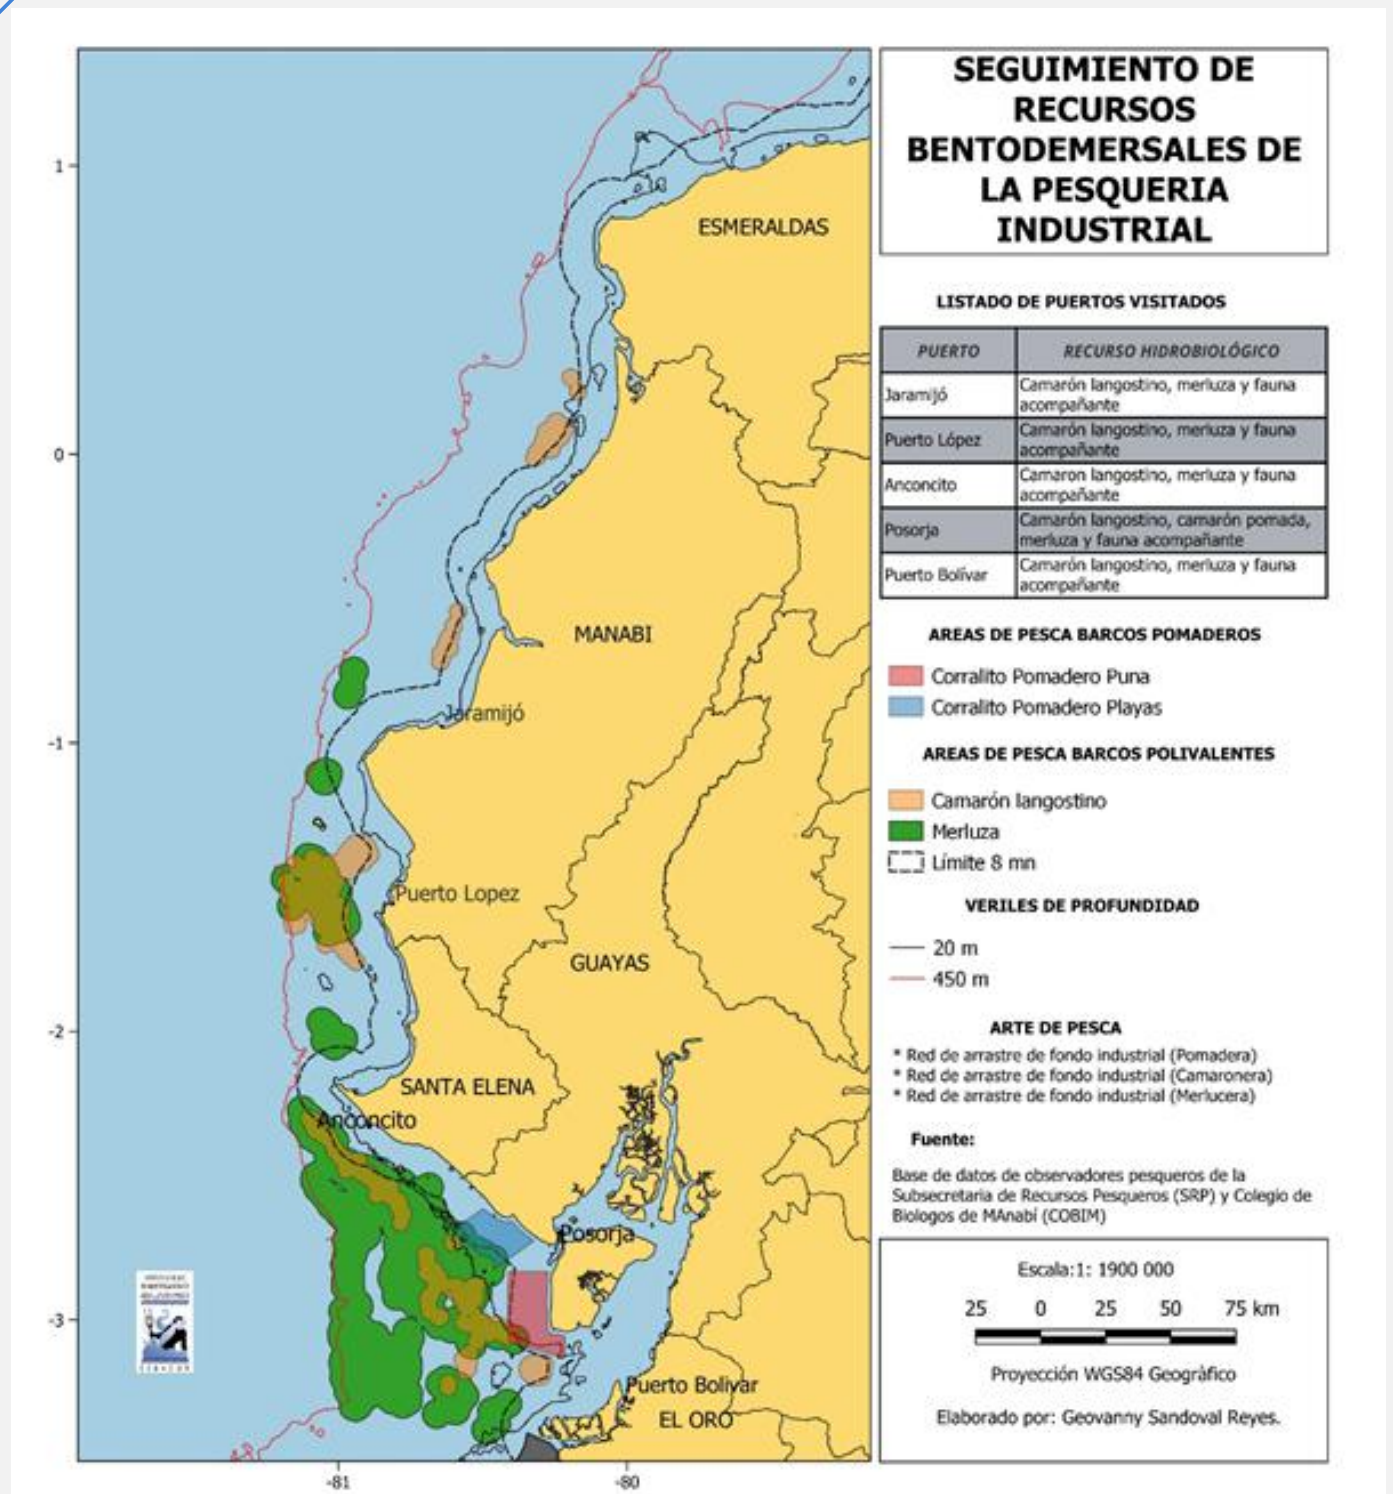 SEGUIMIENTO DE
RECURSOS
BENTODEMERSALES DE
LA PESQUERIA
INDUSTRIAL
LISTADO DE PUERTOS VISITADOS
PUERTO RECURSO HIDROBIOLÓGICO
Jaramijó Camarón langostino, merluza y fauna
acompañante
Puerto López Camarón langostino, merluza y fauna
acompañante
Anconcito Camaron langostino, merluza y fauna
acompañante
Posorja Camarón langostino, camarón pomada,
merluza y fauna acompañante
Puerto Bolívar Camarón langostino, merluza y fauna
acompañante
AREAS DE PESCA BARCOS POMADEROS
Corralito Pomadero Puna
Corralito Pomadero Playas
AREAS DE PESCA BARCOS POLIVALENTES
Camarón langostino
Merluza
Límite 8 mn
VERILES DE PROFUNDIDAD
20 m
450 m
ARTE DE PESCA
* Red de arrastre de fondo industrial (Pomadera)
* Red de arrastre de fondo industrial (Camaronera)
* Red de arrastre de fondo industrial (Merlucera)
Fuente:
Base de datos de observadores pesqueros de la
Subsecretaria de Recursos Pesqueros (SRP) y Colegio de
Biologos de MAnabí (COBIM)
Escala:1: 1900 000
25 0 25 50 75 km
Proyección WGS84 Geográfico
Elaborado por: Geovanny Sandoval Reyes.
1
0
-1
-2
-3
-81 -80
ESMERALDAS
MANABI
Jaramijó
Puerto Lopez
GUAYAS
SANTA ELENA
Anconcito
Posorja
Puerto Bolivar
EL ORO